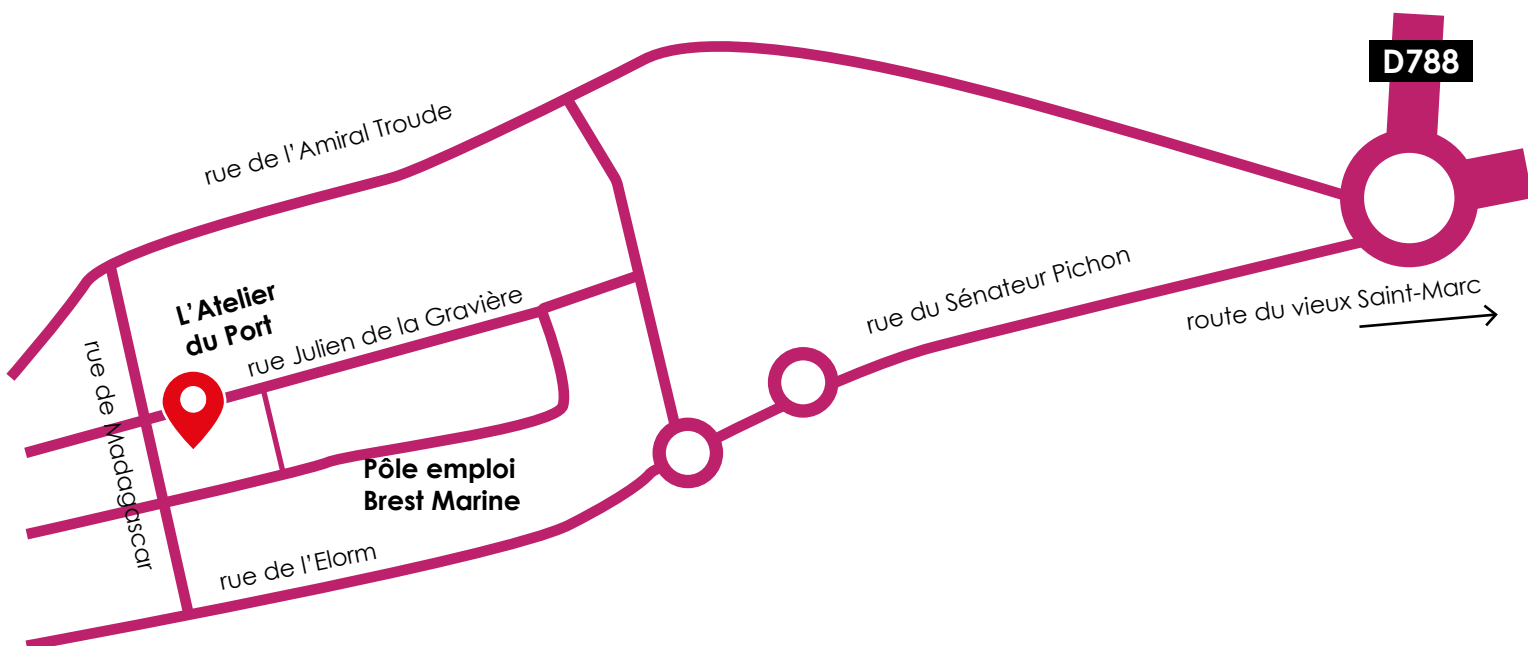 D788
rue de l'Amiral Troude
L'Atelier
du Port
rue Julien de la Gravière
rue du Sénateur Pichon
route du vieux Saint-Marc
rue de Madagascar
Pôle emploi
Brest Marine
rue de l'Elorm